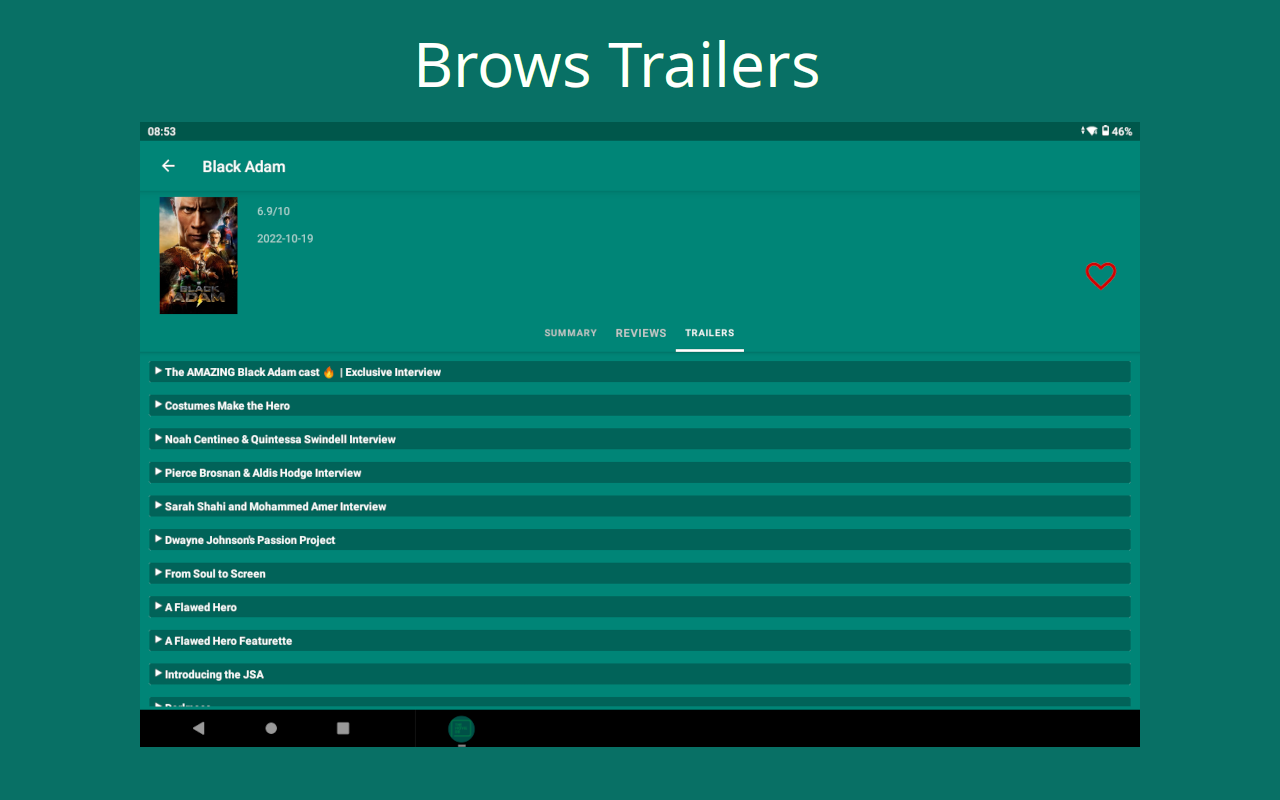 Brows Trailers
08:53
46%
Black Adam
6.9/10
2022-10-19
BLACK
ADAM
SUMMARY REVIEWS TRAILERS
The AMAZING Black Adam cast 🔥 | Exclusive Interview
Costumes Make the Hero
Noah Centineo & Quintessa Swindell Interview
Pierce Brosnan & Aldis Hodge Interview
Sarah Shahi and Mohammed Amer Interview
Dwayne Johnson's Passion Project
From Soul to Screen
A Flawed Hero
A Flawed Hero Featurette
Introducing the JSA